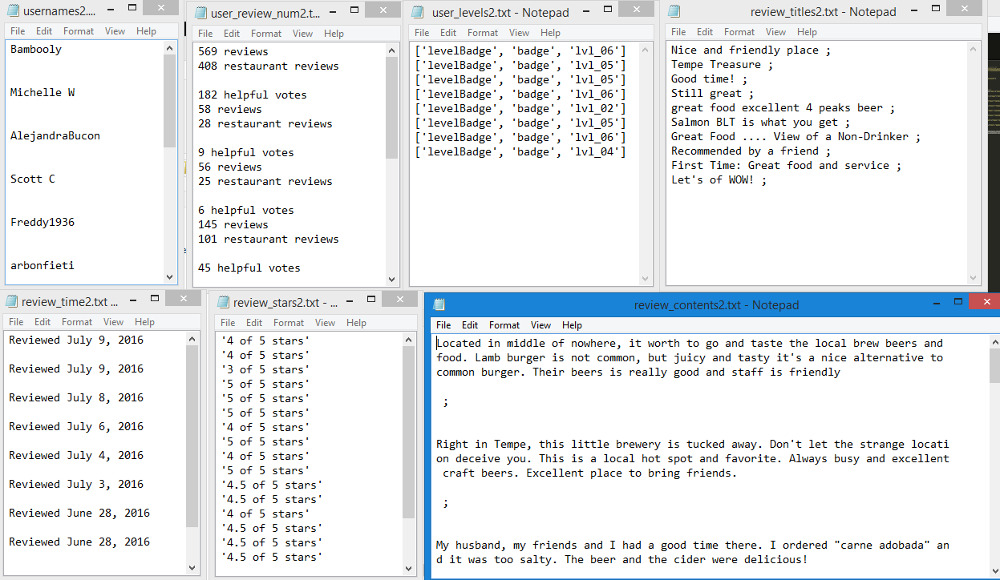 usernames2....
File Edit Format View Help
Bambooly
Michelle W
AlejandraBucon
Scott C
Freddy1936
arbonfieti
user_review_num2.t...
File Edit Format View Help
569 reviews
408 restaurant reviews
182 helpful votes
58 reviews
28 restaurant reviews
9 helpful votes
56 reviews
25 restaurant reviews
6 helpful votes
145 reviews
101 restaurant reviews
45 helpful votes
user_levels2.txt - Notepad
File Edit Format View Help
['levelBadge', 'badge', 'lvl_06']
['levelBadge', 'badge', 'lvl_05']
['levelBadge', 'badge', 'lvl_05']
['levelBadge', 'badge', 'lvl_06']
['levelBadge', 'badge', 'lvl_02']
['levelBadge', 'badge', 'lvl_05']
['levelBadge', 'badge', 'lvl_06']
['levelBadge', 'badge', 'lvl_04']
review_titles2.txt - Notepad
File Edit Format View Help
Nice and friendly place ;
Tempe Treasure ;
Good time! ;
Still great ;
great food excellent 4 peaks beer ;
Salmon BLT is what you get ;
Great Food .... View of a Non-Drinker ;
Recommended by a friend ;
First Time: Great food and service ;
Let's of WOW! ;
review_time2.txt ...
File Edit Format View Help
Reviewed July 9, 2016
Reviewed July 9, 2016
Reviewed July 8, 2016
Reviewed July 6, 2016
Reviewed July 4, 2016
Reviewed July 3, 2016
Reviewed June 28, 2016
Reviewed June 28, 2016
review_stars2.txt - ...
File Edit Format View Help
'4 of 5 stars'
'4 of 5 stars'
'3 of 5 stars'
'5 of 5 stars'
'5 of 5 stars'
'5 of 5 stars'
'4 of 5 stars'
'5 of 5 stars'
'4 of 5 stars'
'5 of 5 stars'
'4.5 of 5 stars'
'4.5 of 5 stars'
'4 of 5 stars'
'4.5 of 5 stars'
'4.5 of 5 stars'
'4.5 of 5 stars'
review_contents2.txt - Notepad
File Edit Format View Help
Located in middle of nowhere, it worth to go and taste the local brew beers and
food. Lamb burger is not common, but juicy and tasty it's a nice alternative to
common burger. Their beers is really good and staff is friendly
;
Right in Tempe, this little brewery is tucked away. Don't let the strange locati
on deceive you. This is a local hot spot and favorite. Always busy and excellent
craft beers. Excellent place to bring friends.
;
My husband, my friends and I had a good time there. I ordered "carne adobada" an
d it was too salty. The beer and the cider were delicious!